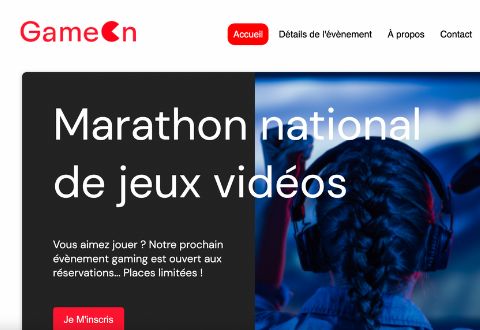 GameOn
Accueil
Détails de l'évènement
À propos
Contact
Marathon national
de jeux vidéos
Vous aimez jouer ? Notre prochain
évènement gaming est ouvert aux
réservations... Places limitées !
Je M'inscris